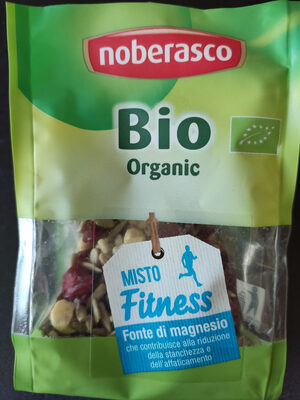 noberasco
Bio
Organic
MISTO
Fitness
Fonte di magnesio
che contribuisce alla riduzione
della stanchezza e
dell'affaticamento